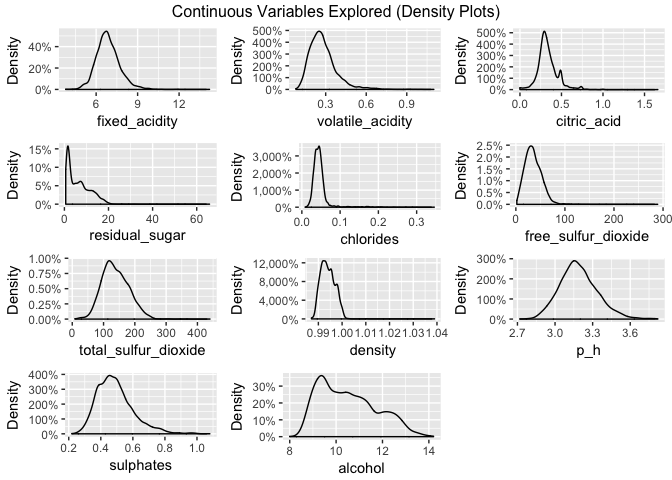 Continuous Variables Explored (Density Plots)
Density
40%
20%
0%
6 9 12
fixed_acidity
Density
500%
400%
300%
200%
100%
0%
0.3 0.6 0.9
volatile_acidity
Density
500%
400%
300%
200%
100%
0%
0.0 0.5 1.0 1.5
citric_acid
Density
15%
10%
5%
0%
0 20 40 60
residual_sugar
Density
3,000%
2,000%
1,000%
0%
0.0 0.1 0.2 0.3
chlorides
Density
2.5%
2.0%
1.5%
1.0%
0.5%
0.0%
0 100 200 300
free_sulfur_dioxide
Density
1.00%
0.75%
0.50%
0.25%
0.00%
0 100 200 300 400
total_sulfur_dioxide
Density
12,000%
8,000%
4,000%
0%
0.99 1.00 1.01 1.02 1.03 1.04
density
Density
300%
200%
100%
0%
2.7 3.0 3.3 3.6
p_h
Density
400%
300%
200%
100%
0%
0.2 0.4 0.6 0.8 1.0
sulphates
Density
30%
20%
10%
0%
8 10 12 14
alcohol